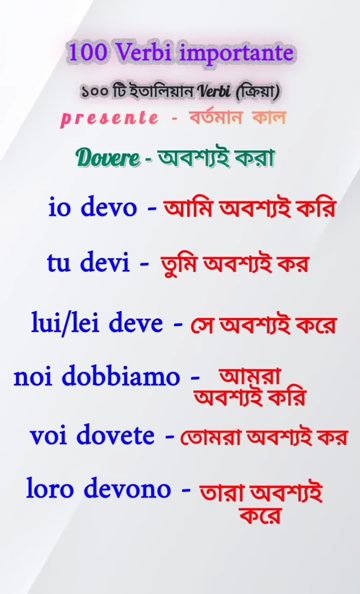 100 Verbi importante
১০০ টি ইতালিয়ান Verbi (ক্রিয়া)
presente - বর্তমান কাল
Dovere - অবশ্যই করা
io devo - আমি অবশ্যই করি
tu devi - তুমি অবশ্যই কর
lui/lei deve - সে অবশ্যই করে
noi dobbiamo - আমরা
অবশ্যই করি
voi dovete - তোমরা অবশ্যই কর
loro devono - তারা অবশ্যই
করে